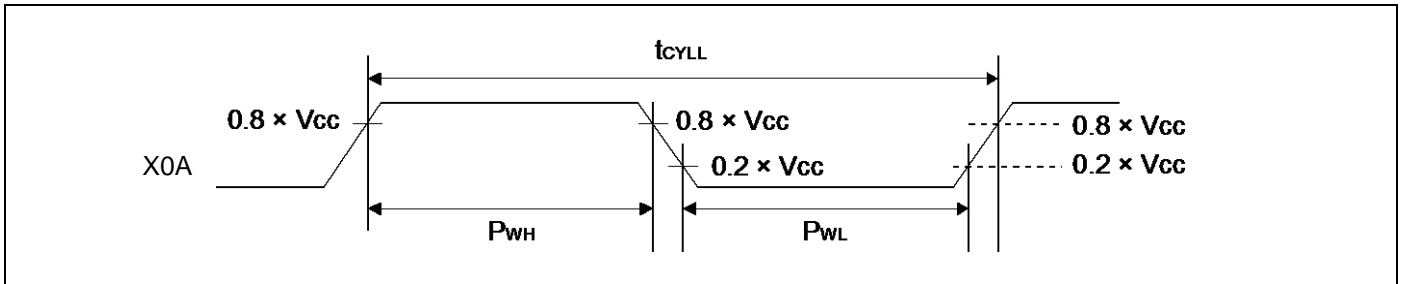 tCYLL
0.8 × Vcc
0.8 × Vcc
0.8 × Vcc
X0A
0.2 × Vcc
0.2 × Vcc
PWH
PWL